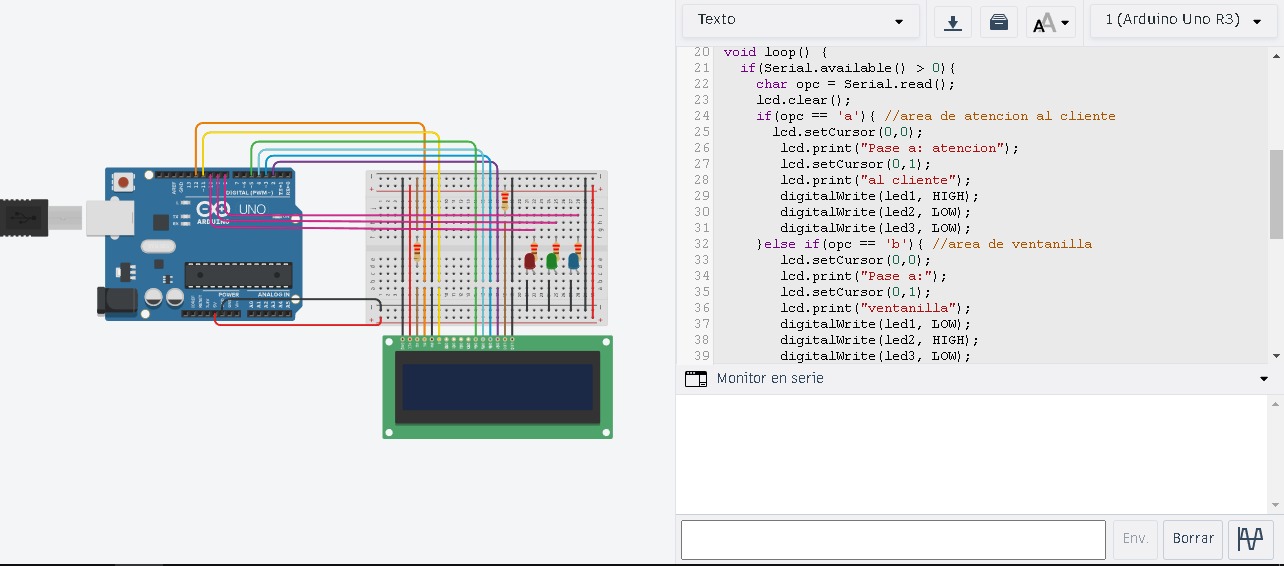 Texto
1 (Arduino Uno R3)
20 void loop() {
21 if(Serial.available() > 0){
22 char opc = Serial.read();
23 lcd.clear();
24 if(opc == 'a'){ //area de atencion al cliente
25 lcd.setCursor(0,0);
26 lcd.print("Pase a: atencion");
27 lcd.setCursor(0,1);
28 lcd.print("al cliente");
29 digitalWrite(led1, HIGH);
30 digitalWrite(led2, LOW);
31 digitalWrite(led3, LOW);
32 }else if(opc == 'b'){ //area de ventanilla
33 lcd.setCursor(0,0);
34 lcd.print("Pase a:");
35 lcd.setCursor(0,1);
36 lcd.print("ventanilla");
37 digitalWrite(led1, LOW);
38 digitalWrite(led2, HIGH);
39 digitalWrite(led3, LOW);
Monitor en serie
Env.
Borrar
DIGITAL (PWM~)
UNO
ARDUINO
POWER
ANALOG IN